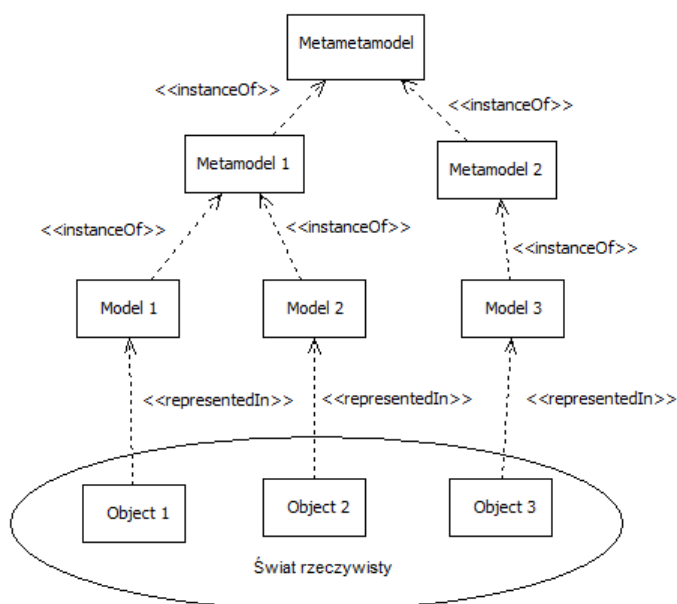 Metametamodel
<<instanceOf>>
<<instanceOf>>
Metamodel 1
Metamodel 2
<<instanceOf>>
<<instanceOf>>
<<instanceOf>>
Model 1
Model 2
Model 3
<<representedIn>>
<<representedIn>>
<<representedIn>>
Object 1
Object 2
Object 3
Świat rzeczywisty